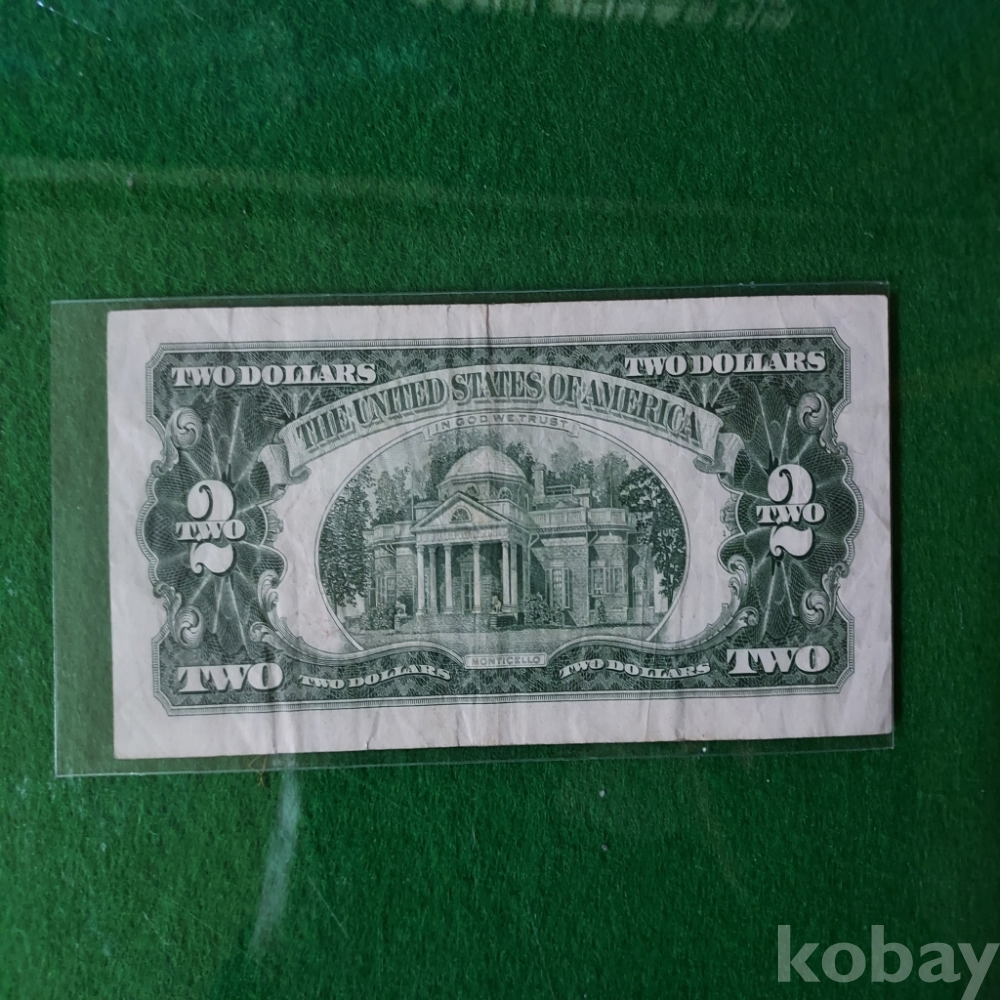 TWO DOLLARS
TWO DOLLARS
THE UNITED STATES OF AMERICA
IN GOD WE TRUST
2
TWO
2
TWO
MONTICELLO
TWO
TWO DOLLARS
TWO DOLLARS
TWO
kobay